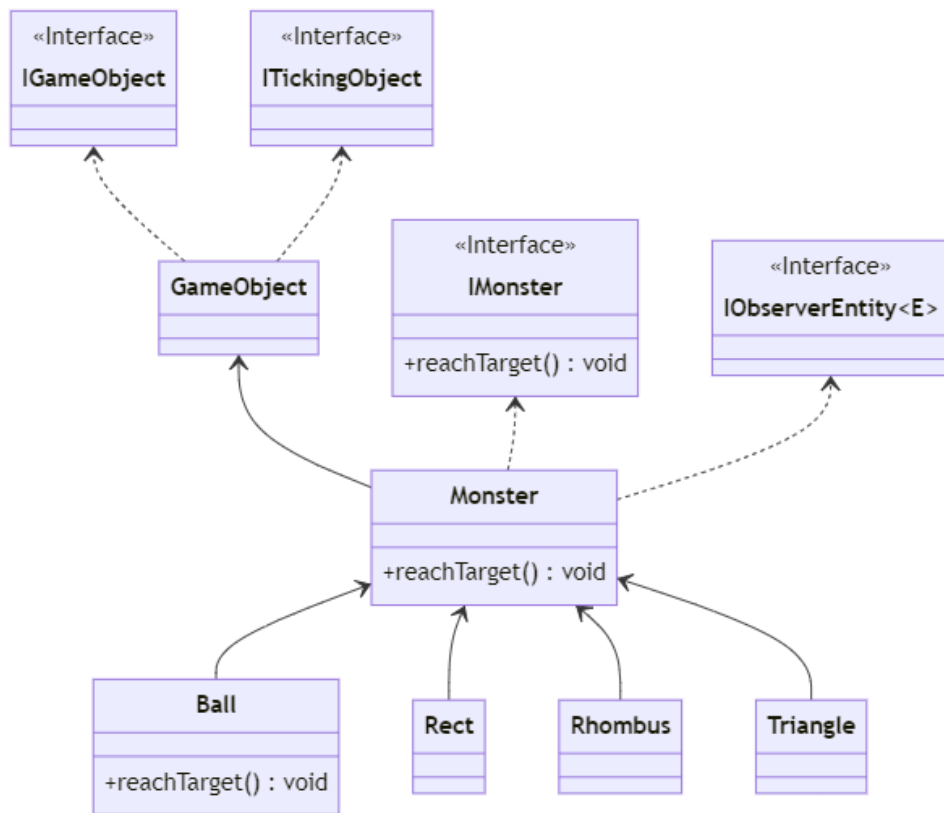 «Interface»
IGameObject
«Interface»
ITickingObject
«Interface»
IMonster
+reachTarget() : void
«Interface»
IObserverEntity<E>
GameObject
Monster
+reachTarget() : void
Ball
+reachTarget() : void
Rect
Rhombus
Triangle